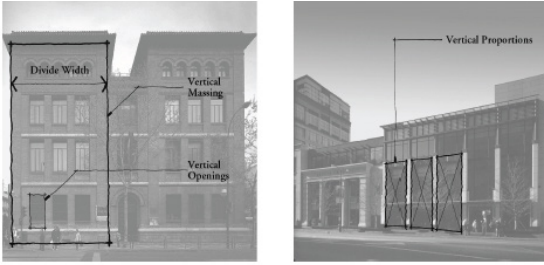 Divide Width
Vertical
Massing
Vertical
Openings
Vertical Proportions